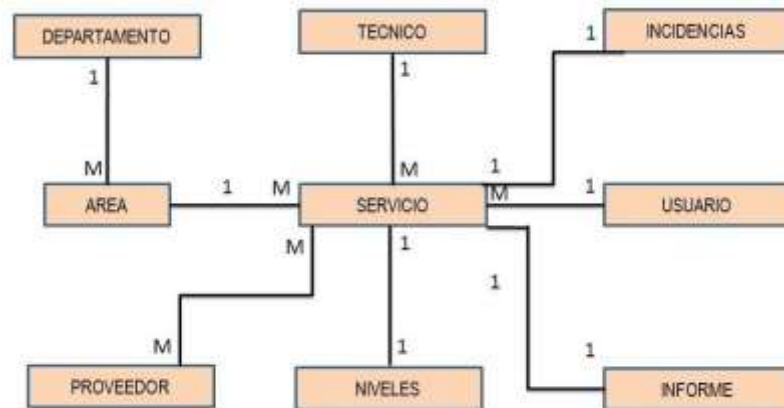 DEPARTAMENTO
TECNICO
INCIDENCIAS
1
1
1
M
M
1
AREA
1
M
SERVICIO
M
1
USUARIO
M
1
1
M
1
1
PROVEEDOR
NIVELES
INFORME